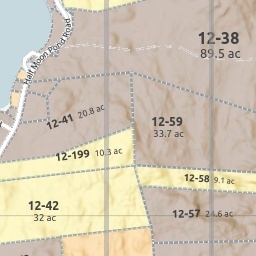 Half Moon Pond Road
12-38
89.5 ac
12-41 20.8 ac
12-59
33.7 ac
12-199 10.3 ac
12-58 9.1 ac
12-42
32 ac
12-57 24.6 ac